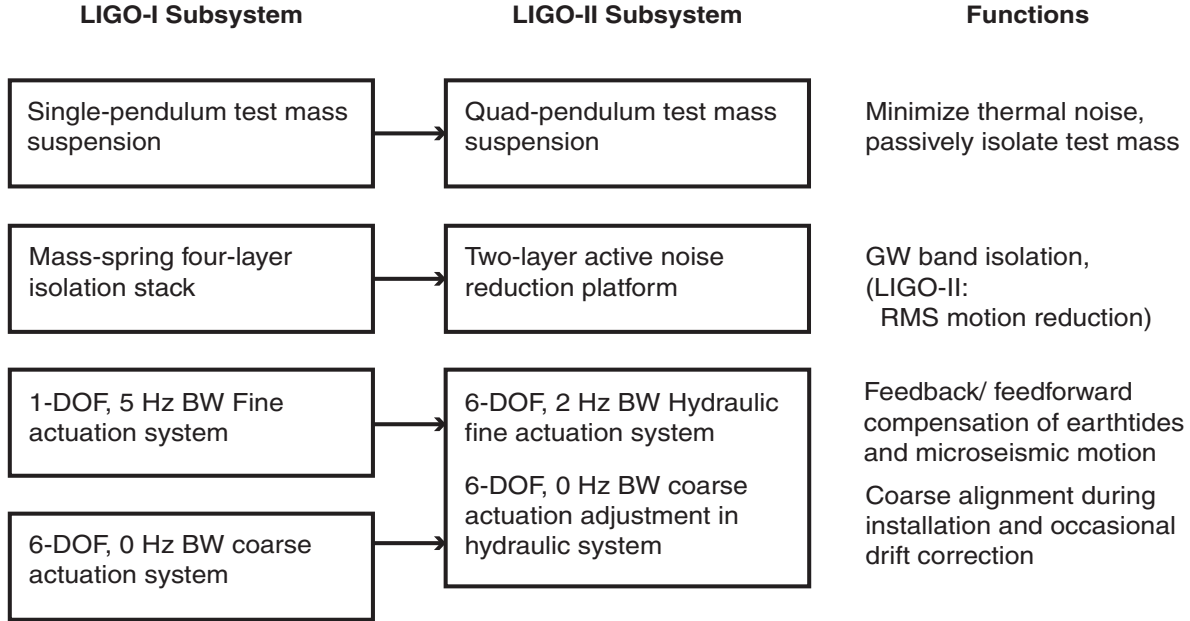 LIGO-I Subsystem
LIGO-II Subsystem
Functions
Single-pendulum test mass
suspension
Quad-pendulum test mass
suspension
Minimize thermal noise,
passively isolate test mass
Mass-spring four-layer
isolation stack
Two-layer active noise
reduction platform
GW band isolation,
(LIGO-II:
RMS motion reduction)
1-DOF, 5 Hz BW Fine
actuation system
6-DOF, 0 Hz BW coarse
actuation system
6-DOF, 2 Hz BW Hydraulic
fine actuation system
6-DOF, 0 Hz BW coarse
actuation adjustment in
hydraulic system
Feedback/ feedforward
compensation of earthtides
and microseismic motion
Coarse alignment during
installation and occasional
drift correction